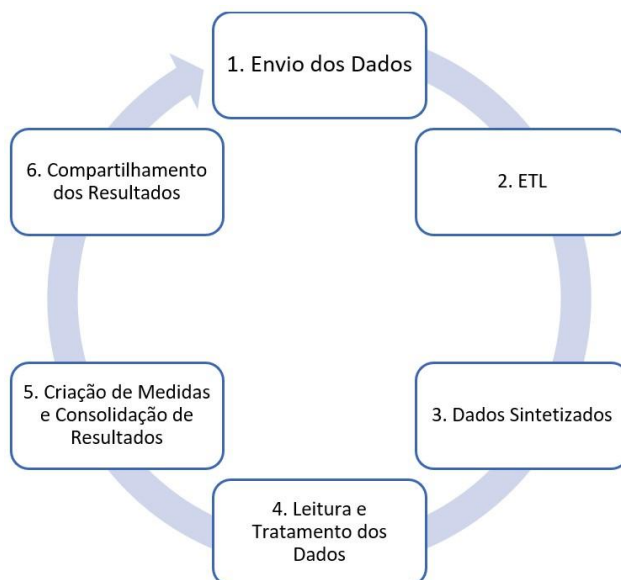 1. Envio dos Dados
2. ETL
3. Dados Sintetizados
4. Leitura e
Tratamento dos
Dados
5. Criação de Medidas
e Consolidação de
Resultados
6. Compartilhamento
dos Resultados